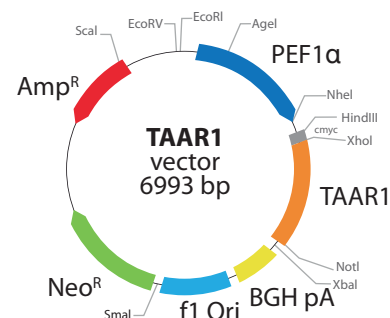 EcoRV
EcoRI
ScaI
AgeI
PEF1α
AmpR
NheI
HindIII
cmyc
XhoI
TAAR1
vector
6993 bp
TAAR1
NotI
XbaI
BGH pA
f1 Ori
SmaI
NeoR